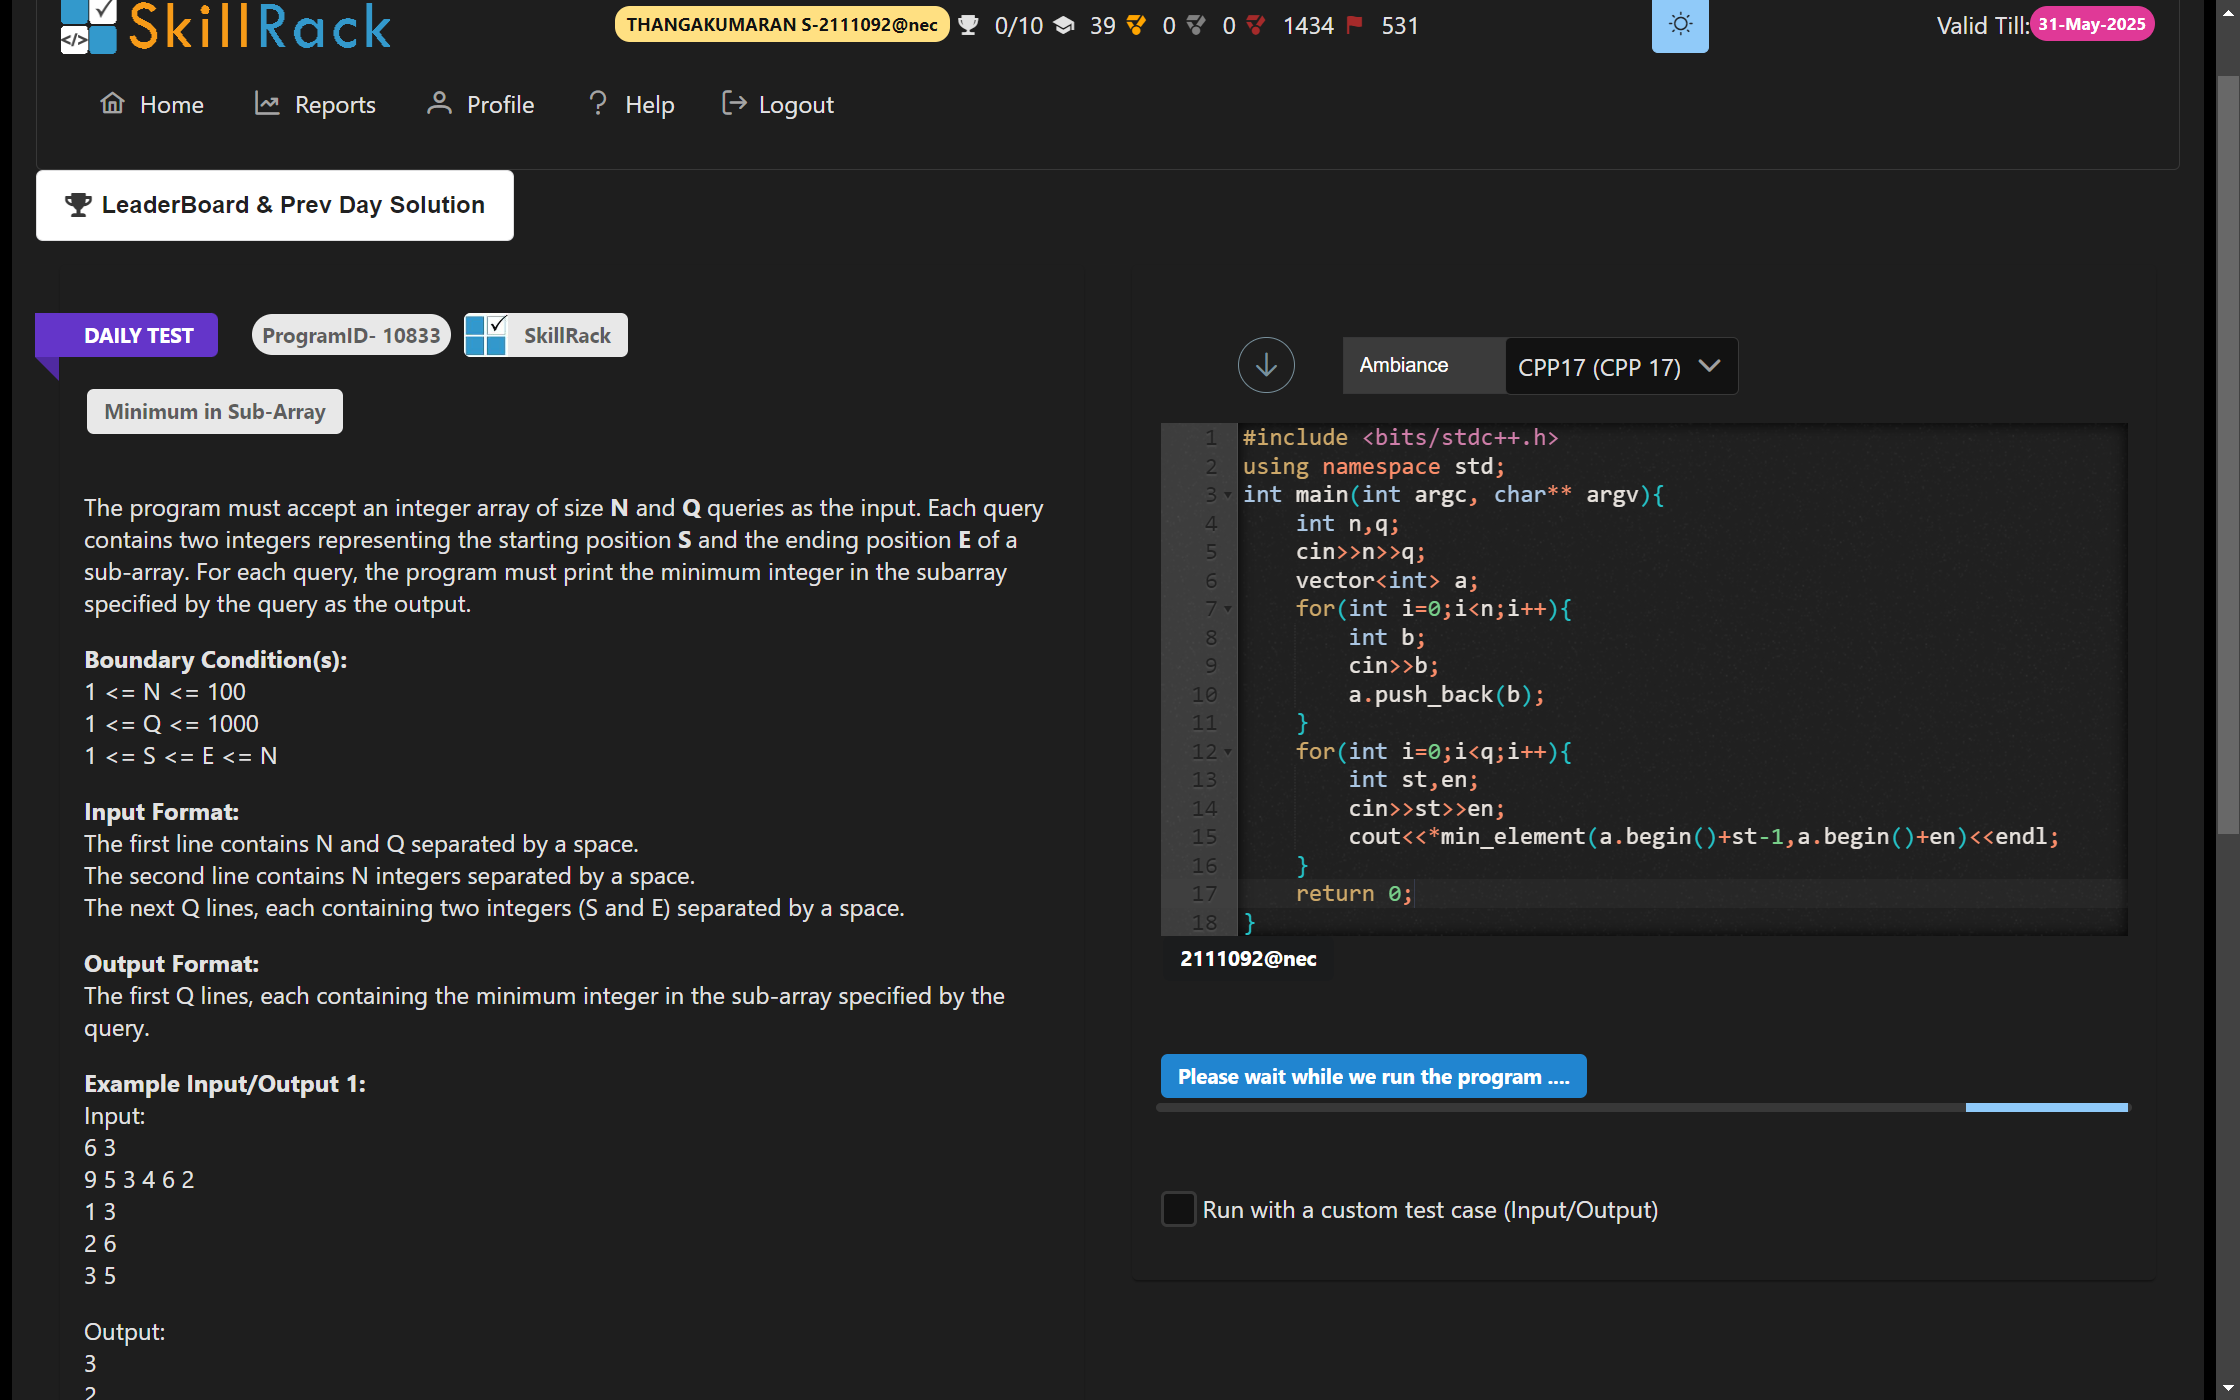 SkillRack
THANGAKUMARAN S-2111092@nec 0/10 39 0 0 1434 531
Valid Till: 31-May-2025
Home Reports Profile Help Logout
LeaderBoard & Prev Day Solution
DAILY TEST ProgramID- 10833 SkillRack
Minimum in Sub-Array
The program must accept an integer array of size N and Q queries as the input. Each query
contains two integers representing the starting position S and the ending position E of a
sub-array. For each query, the program must print the minimum integer in the subarray
specified by the query as the output.
Boundary Condition(s):
1 <= N <= 100
1 <= Q <= 1000
1 <= S <= E <= N
Input Format:
The first line contains N and Q separated by a space.
The second line contains N integers separated by a space.
The next Q lines, each containing two integers (S and E) separated by a space.
Output Format:
The first Q lines, each containing the minimum integer in the sub-array specified by the
query.
Example Input/Output 1:
Input:
6 3
9 5 3 4 6 2
1 3
2 6
3 5
Output:
3
2
Ambiance CPP17 (CPP 17)
1 #include <bits/stdc++.h>
2 using namespace std;
3 int main(int argc, char** argv){
4 int n,q;
5 cin>>n>>q;
6 vector<int> a;
7 for(int i=0;i<n;i++){
8 int b;
9 cin>>b;
10 a.push_back(b);
11 }
12 for(int i=0;i<q;i++){
13 int st,en;
14 cin>>st>>en;
15 cout<<*min_element(a.begin()+st-1,a.begin()+en)<<endl;
16 }
17 return 0;
18 }
2111092@nec
Please wait while we run the program ....
Run with a custom test case (Input/Output)